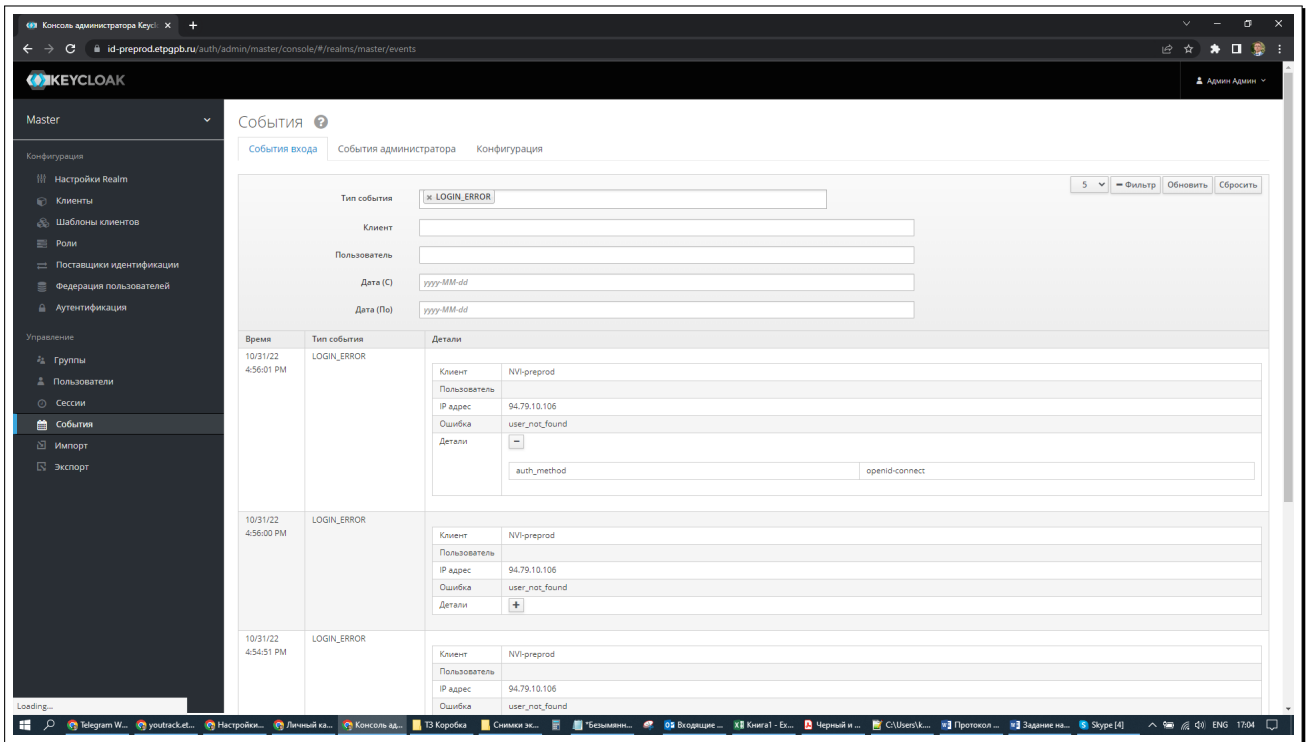 Консоль администратора Keycl
id-preprod.etpgpb.ru/auth/admin/master/console/#/realms/master/events
KEYCLOAK
Админ Админ
Master
События
События входа События администратора Конфигурация
Конфигурация
Настройки Realm
Клиенты
Шаблоны клиентов
Роли
Поставщики идентификации
Федерация пользователей
Аутентификация
Управление
Группы
Пользователи
Сессии
События
Импорт
Экспорт
5 Фильтр Обновить Сбросить
Тип события LOGIN_ERROR
Клиент
Пользователь
Дата (С) yyyy-MM-dd
Дата (По) yyyy-MM-dd
Время Тип события Детали
10/31/22 LOGIN_ERROR
4:56:01 PM
Клиент NVI-preprod
Пользователь
IP адрес 94.79.10.106
Ошибка user_not_found
Детали
auth_method openid-connect
10/31/22 LOGIN_ERROR
4:56:00 PM
Клиент NVI-preprod
Пользователь
IP адрес 94.79.10.106
Ошибка user_not_found
Детали
10/31/22 LOGIN_ERROR
4:54:51 PM
Клиент NVI-preprod
Пользователь
IP адрес 94.79.10.106
Ошибка user_not_found
Loading...
Telegram W... youtrack.et... Настройки... Личный ка... Консоль ад... ТЗ Коробка Снимки эк... *Безымянн... Входящие ... Книга1 - Ex... Черный и ... C:\Users\k... Протокол ... Задание на... Skype [4] ENG 17:04